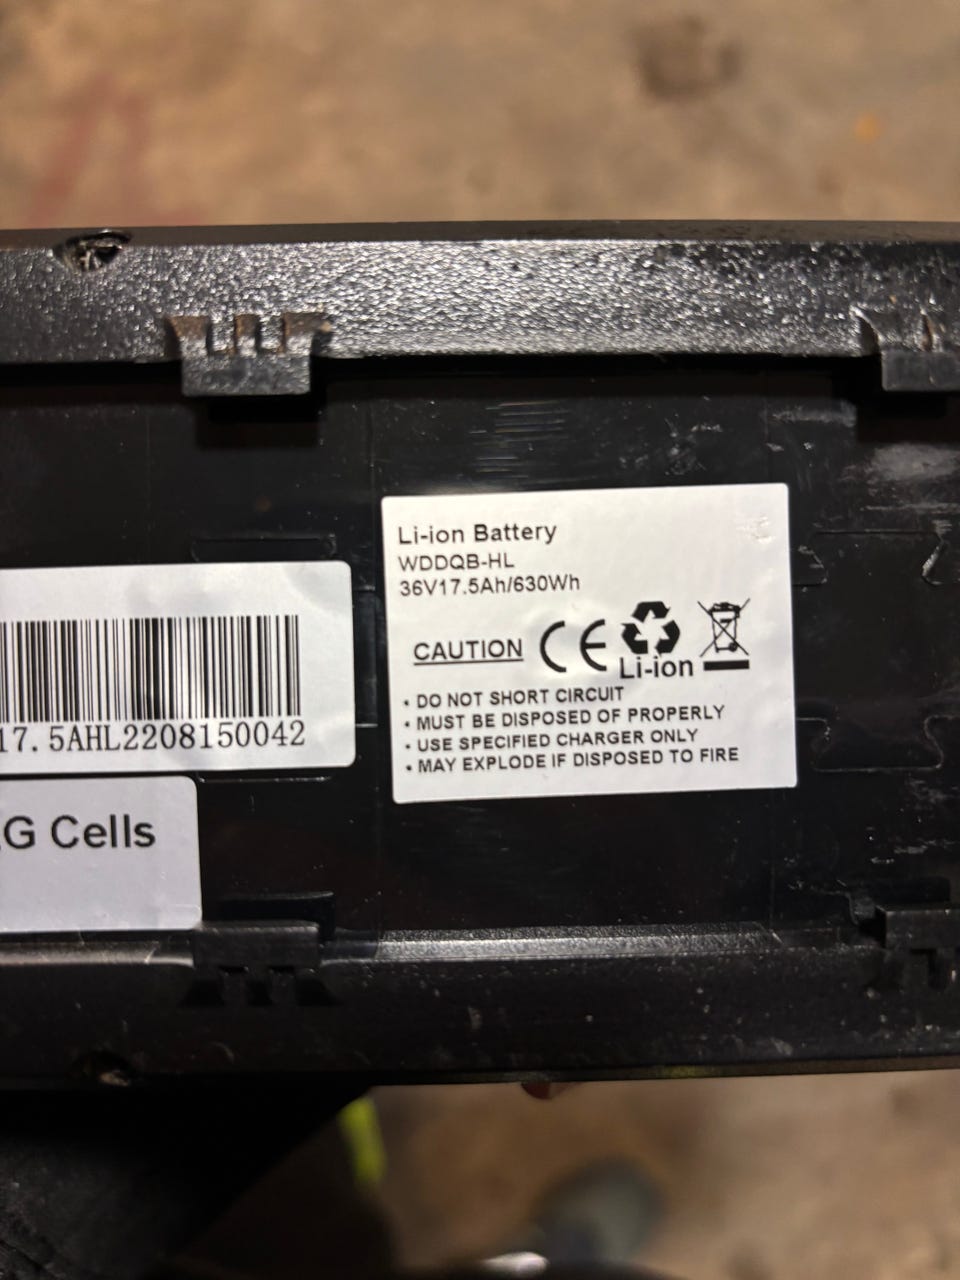 Li-ion Battery
WDDQB-HL
36V17.5Ah/630Wh
CAUTION CE
Li-ion
• DO NOT SHORT CIRCUIT
• MUST BE DISPOSED OF PROPERLY
• USE SPECIFIED CHARGER ONLY
• MAY EXPLODE IF DISPOSED TO FIRE
17.5AHL2208150042
G Cells